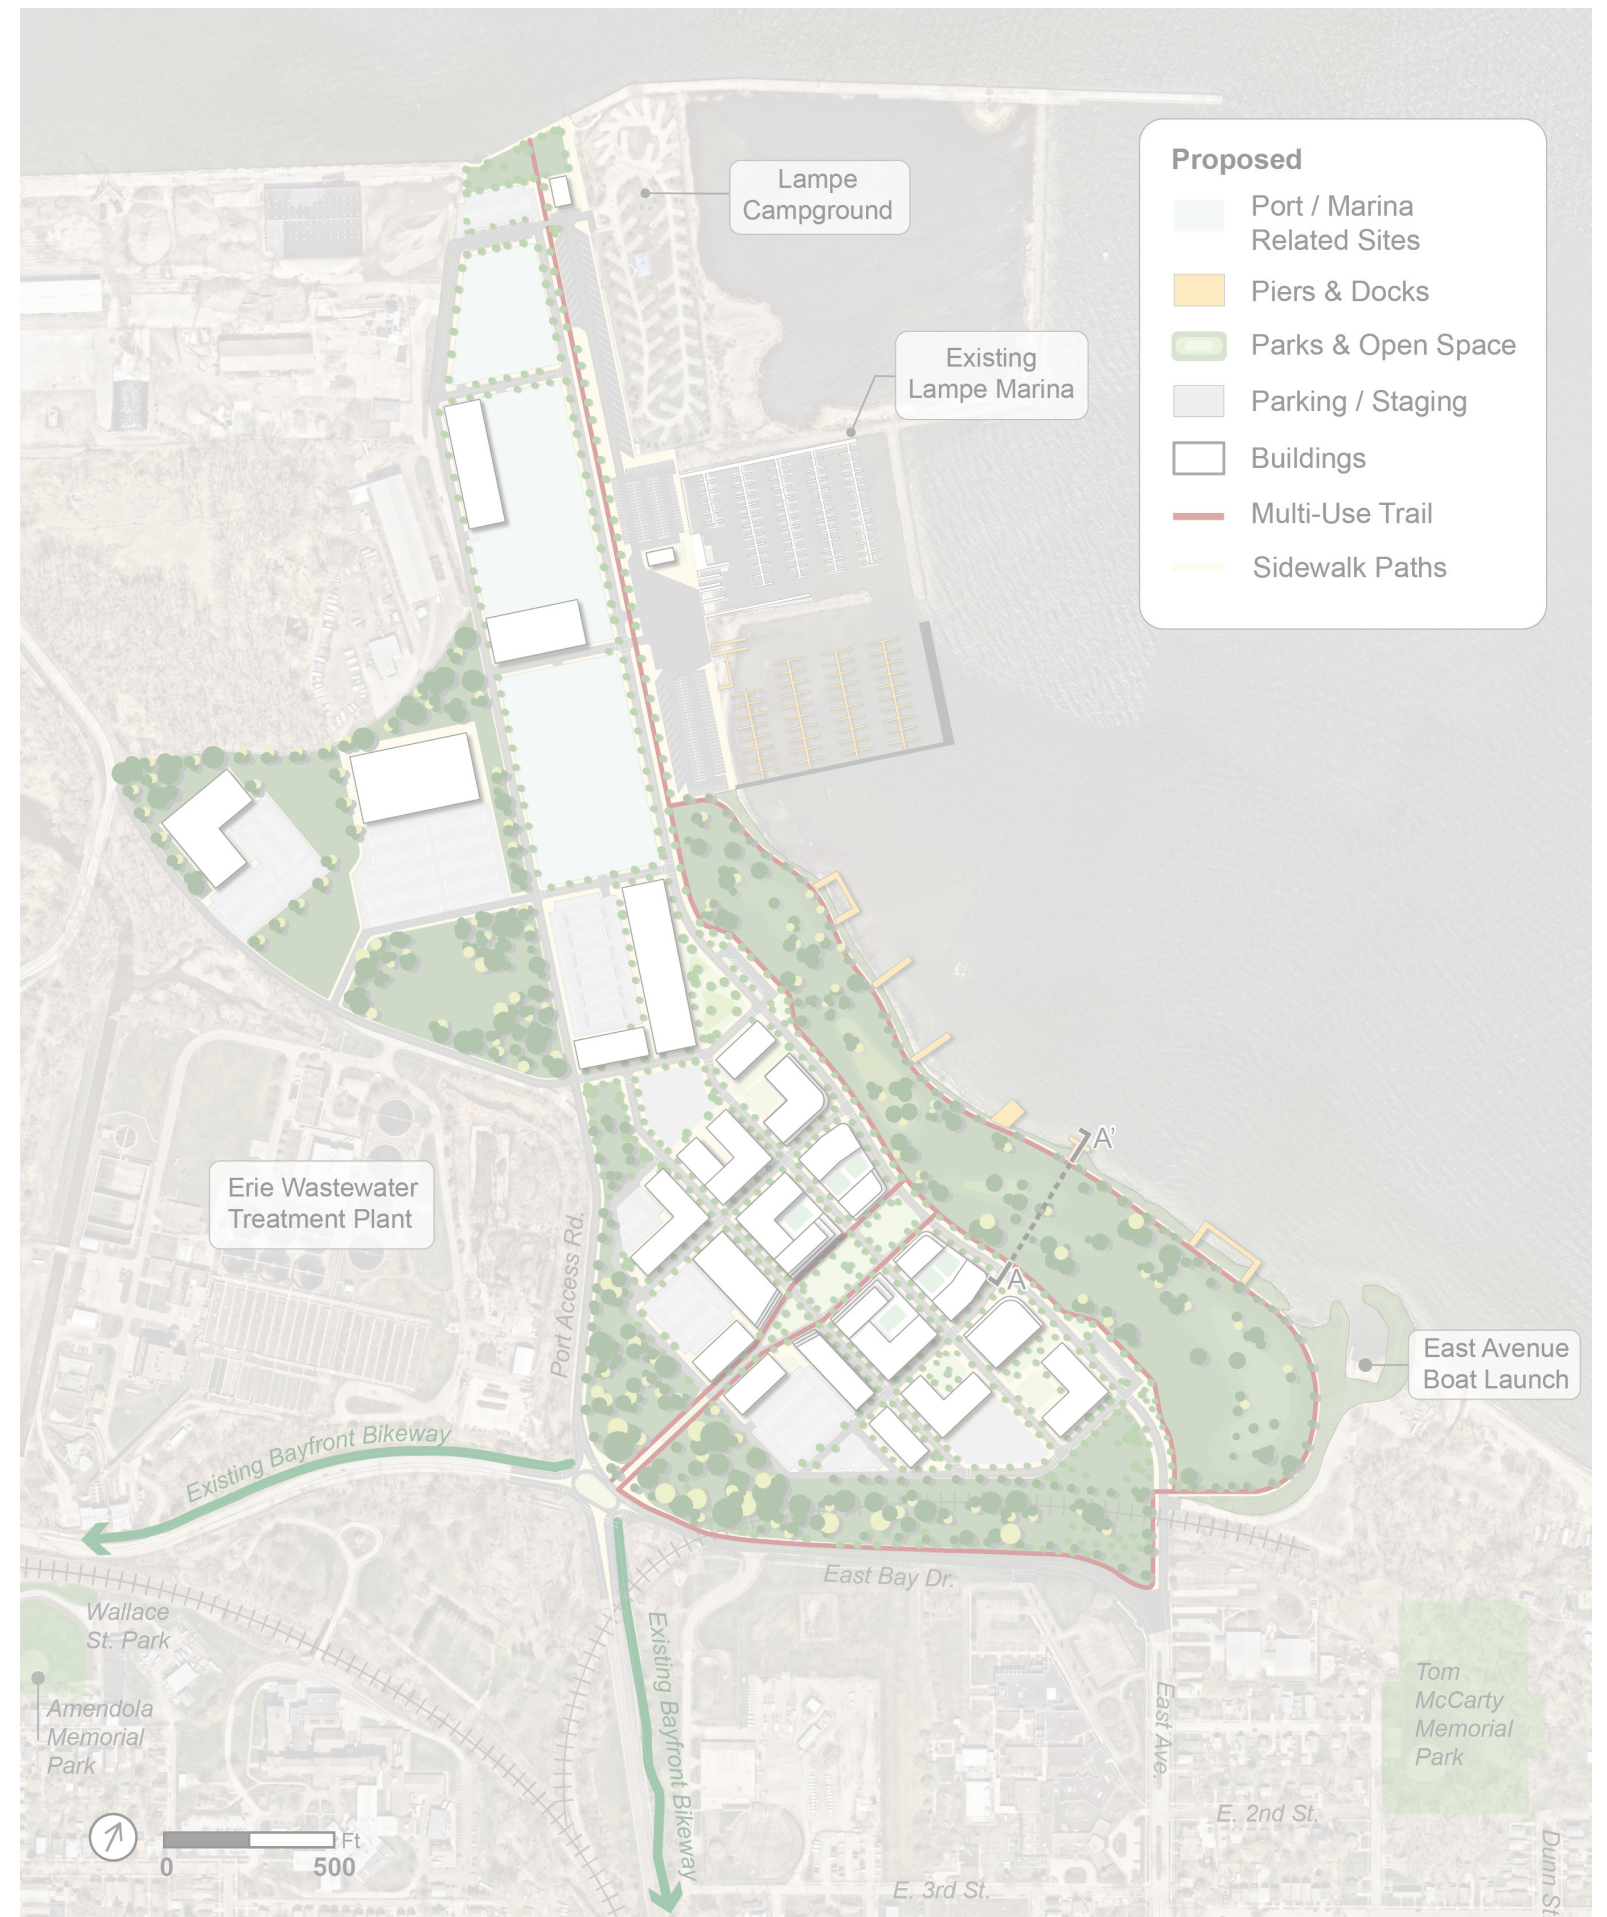 Proposed
Port / Marina
Related Sites
Piers & Docks
Parks & Open Space
Parking / Staging
Buildings
Multi-Use Trail
Sidewalk Paths
Lampe
Campground
Existing
Lampe Marina
A'
A
Erie Wastewater
Treatment Plant
Port Access Rd.
East Avenue
Boat Launch
Existing Bayfront Bikeway
East Bay Dr.
Wallace
St. Park
Existing Bayfront Bikeway
Amendola
Memorial
Park
East Ave.
Tom
McCarty
Memorial
Park
E. 2nd St.
Ft
0
500
E. 3rd St.
Dunn St